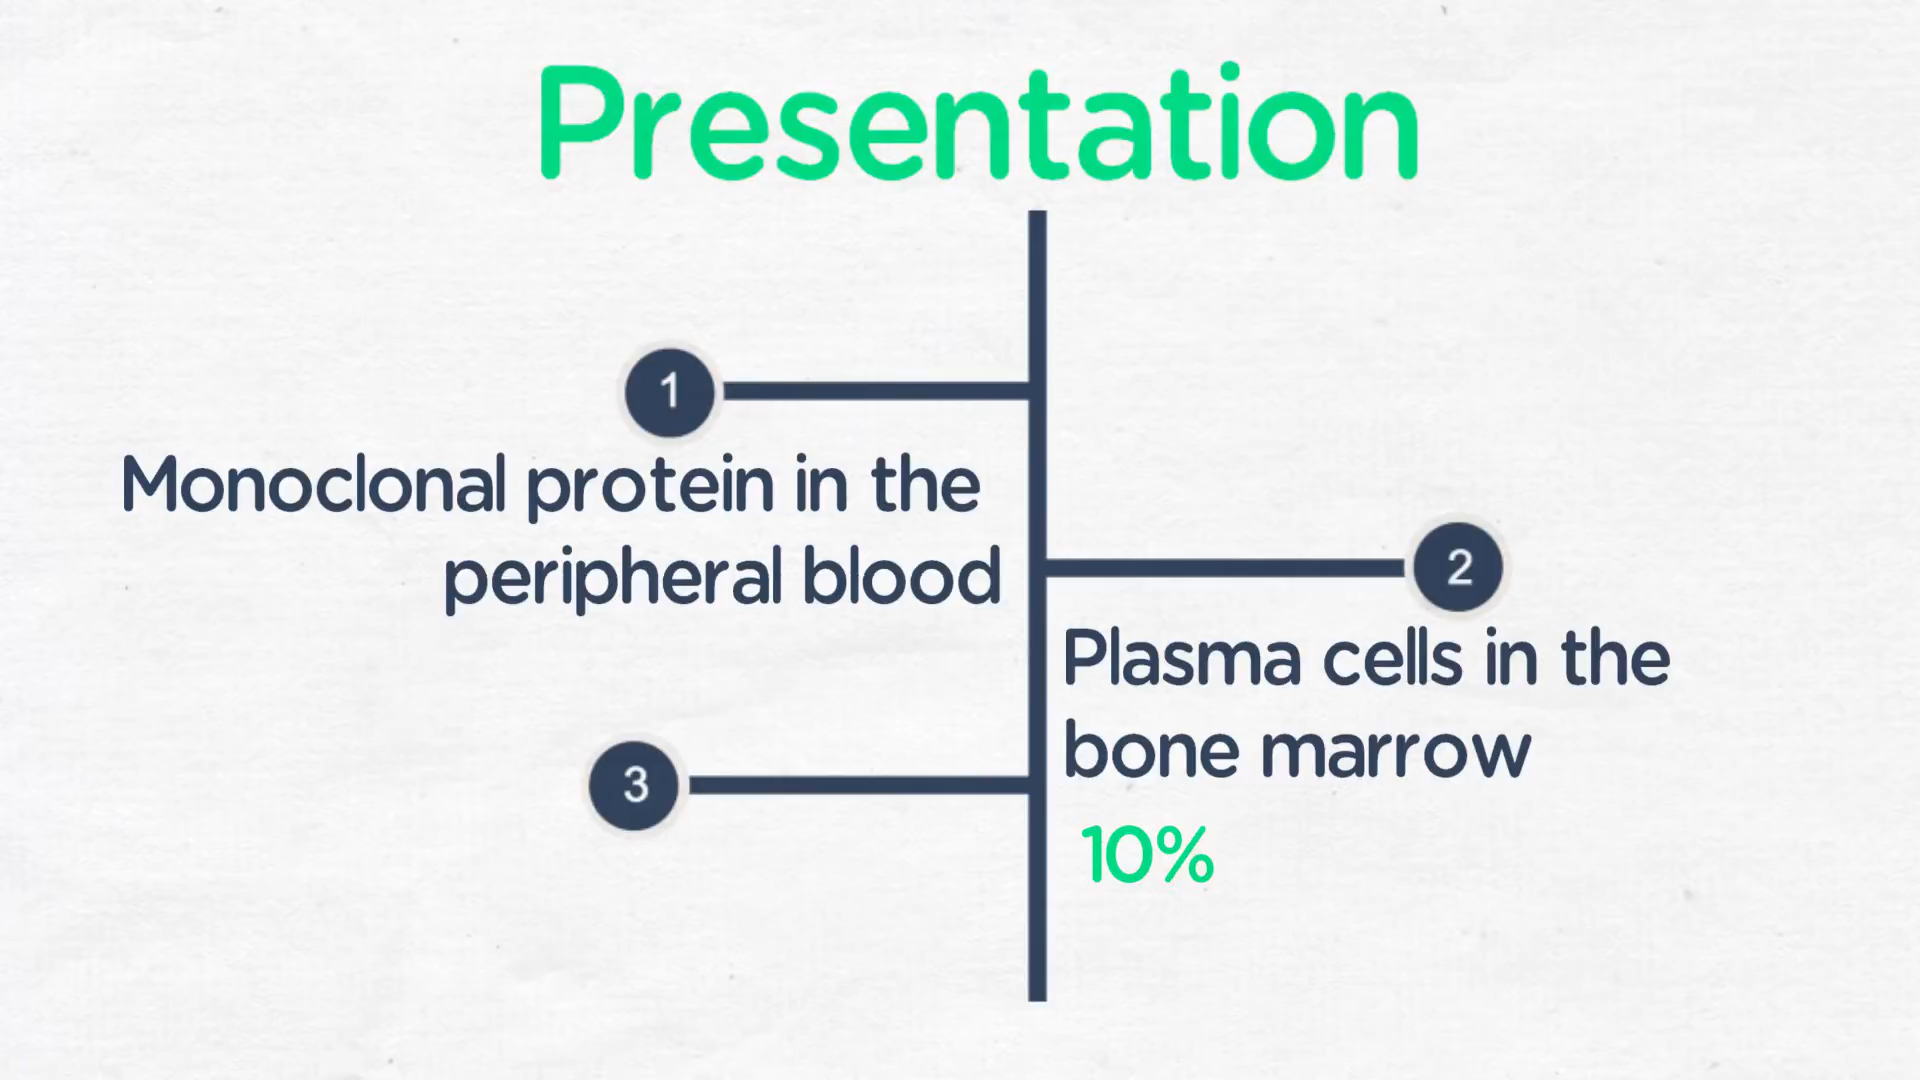 Presentation
1
Monoclonal protein in the
peripheral blood
2
Plasma cells in the
bone marrow
10%
3